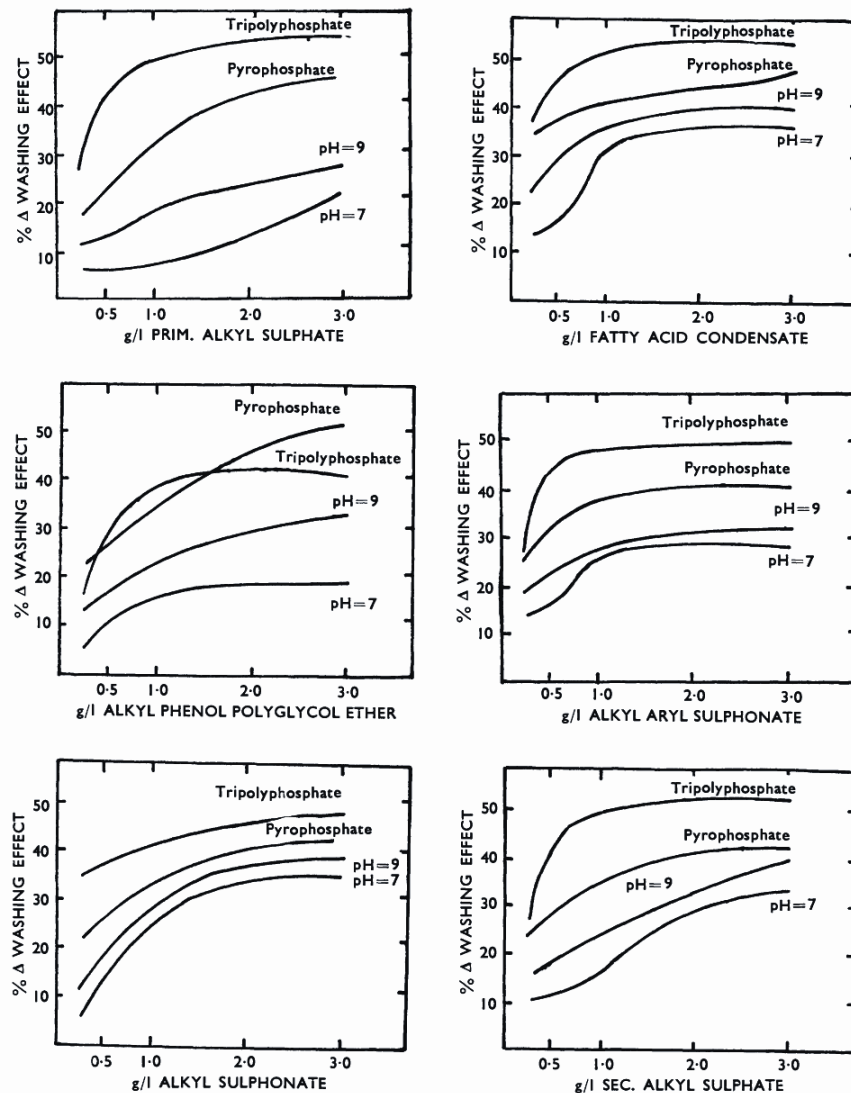 Tripolyphosphate
Pyrophosphate
pH=9
pH=7
% Δ WASHING EFFECT
50
40
30
20
10
0·5 1·0 2·0 3·0
g/l PRIM. ALKYL SULPHATE
Tripolyphosphate
Pyrophosphate
pH=9
pH=7
% Δ WASHING EFFECT
50
40
30
20
10
0·5 1·0 2·0 3·0
g/l FATTY ACID CONDENSATE
Pyrophosphate
Tripolyphosphate
pH=9
pH=7
% Δ WASHING EFFECT
50
40
30
20
10
0·5 1·0 2·0 3·0
g/l ALKYL PHENOL POLYGLYCOL ETHER
Tripolyphosphate
Pyrophosphate
pH=9
pH=7
% Δ WASHING EFFECT
50
40
30
20
10
0·5 1·0 2·0 3·0
g/l ALKYL ARYL SULPHONATE
Tripolyphosphate
Pyrophosphate
pH=9
pH=7
% Δ WASHING EFFECT
50
40
30
20
10
0·5 1·0 2·0 3·0
g/l ALKYL SULPHONATE
Tripolyphosphate
Pyrophosphate
pH=9
pH=7
% Δ WASHING EFFECT
50
40
30
20
10
0·5 1·0 2·0 3·0
g/l SEC. ALKYL SULPHATE